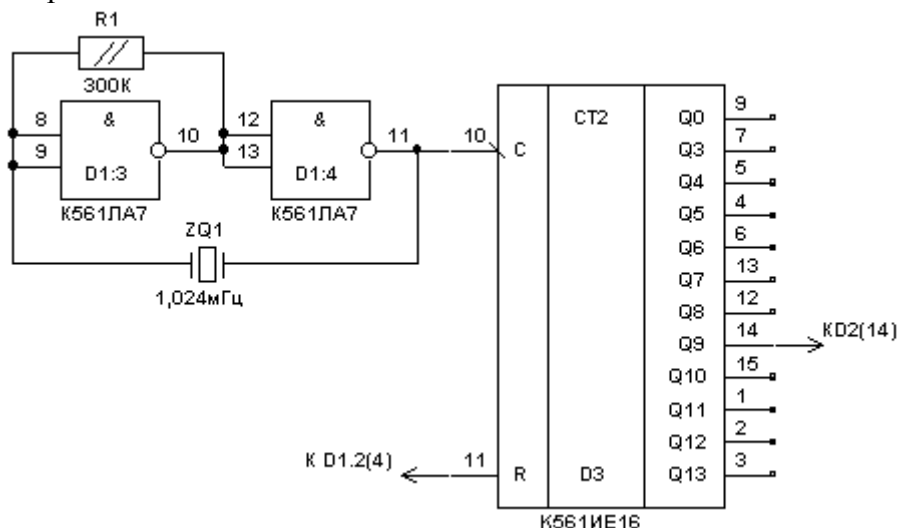 R1
300К
8
9
&
10
D1:3
К561ЛА7
12
13
&
11
D1:4
К561ЛА7
ZQ1
1,024мГц
10
C
CT2
Q0
9
Q3
7
Q4
5
Q5
4
Q6
6
Q7
13
Q8
12
Q9
14
КD2(14)
Q10
15
Q11
1
Q12
2
К D1.2(4)
11
R
D3
Q13
3
К561ИЕ16